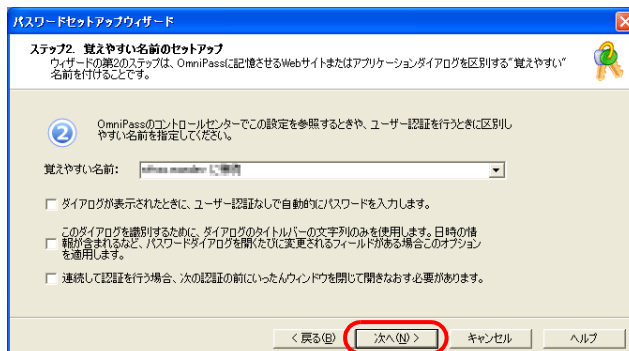 パスワードセットアップウィザード
ステップ2. 覚えやすい名前のセットアップ
ウィザードの第2のステップは、OmniPassに記憶させるWebサイトまたはアプリケーションダイアログを区別する"覚えやすい"
名前を付けることです。
2
OmniPassのコントロールセンターでこの設定を参照するときや、ユーザー認証を行うときに区別し
やすい名前を指定してください。
覚えやすい名前:
に接続
ダイアログが表示されたときに、ユーザー認証なしで自動的にパスワードを入力します。
このダイアログを識別するために、ダイアログのタイトルバーの文字列のみを使用します。日時の情
報が含まれるなど、パスワードダイアログを開くたびに変更されるフィールドがある場合このオプション
を適用します。
連続して認証を行う場合、次の認証の前にいったんウィンドウを閉じて開きなおす必要があります。
< 戻る(B)
次へ(N) >
キャンセル
ヘルプ